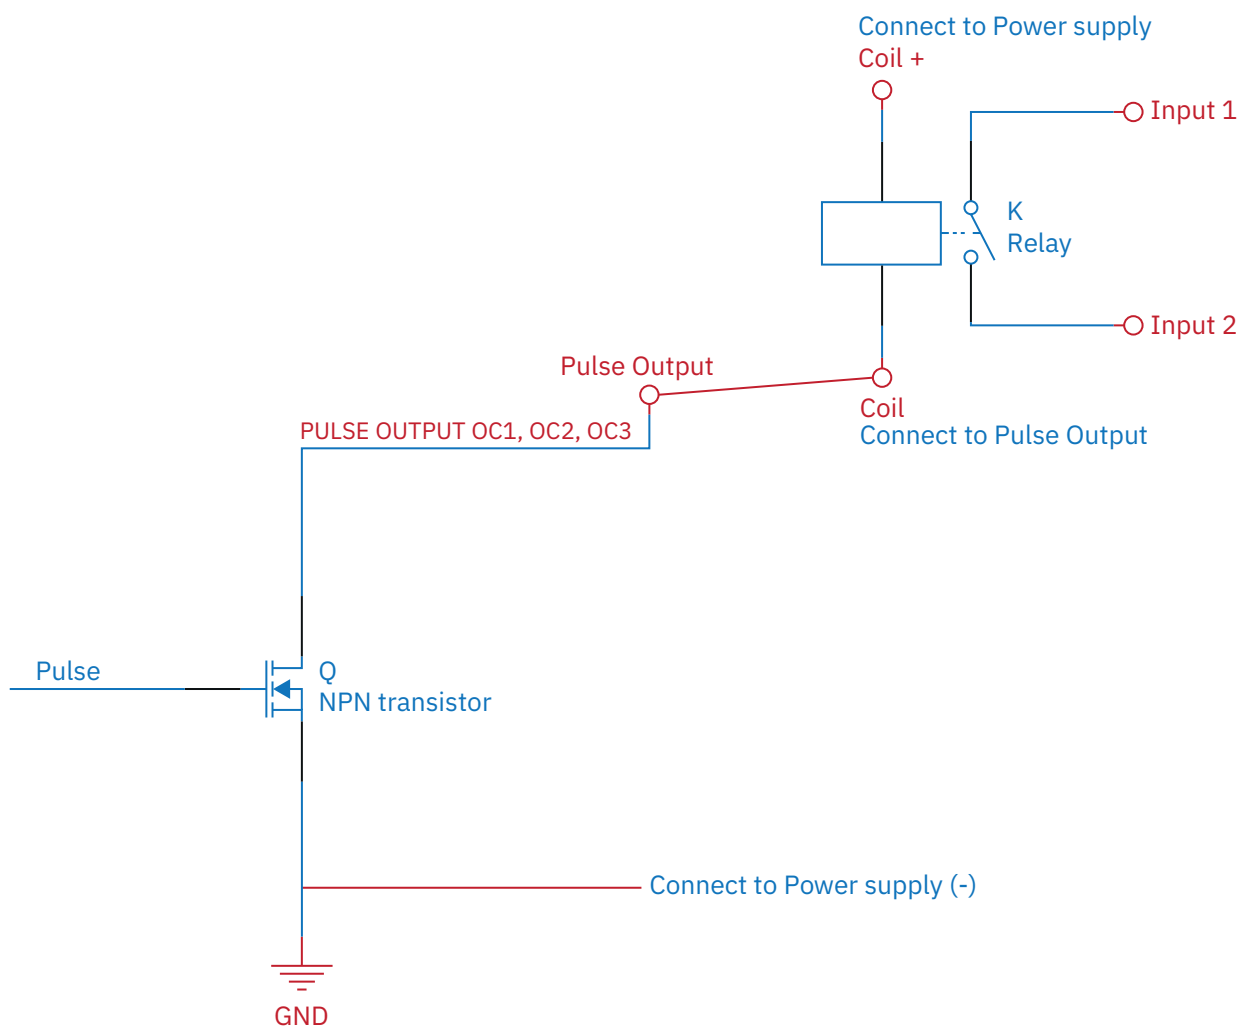 Connect to Power supply
Coil +
Input 1
K
Relay
Input 2
Pulse Output
Coil
PULSE OUTPUT OC1, OC2, OC3
Connect to Pulse Output
Pulse
Q
NPN transistor
Connect to Power supply (-)
GND